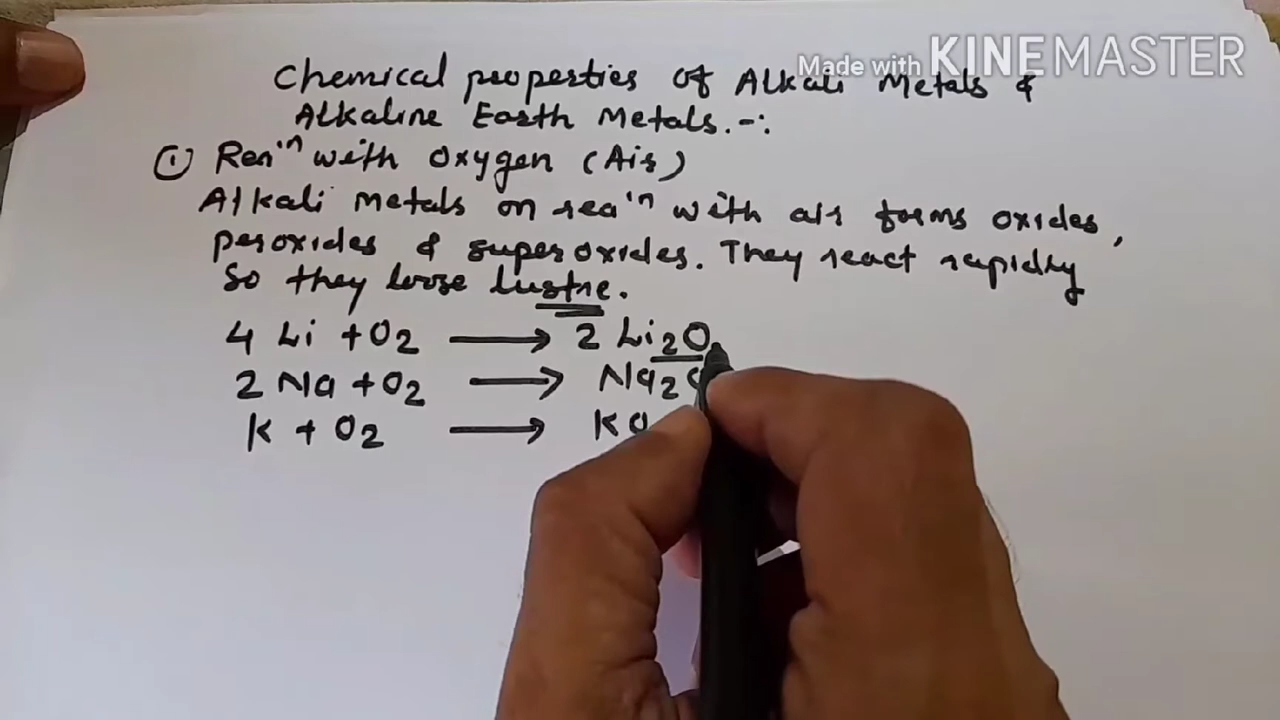 Made with KINEMASTER
Chemical properties of Alkali Metals &
Alkaline Earth Metals.-:
① Rea'n with Oxygen (Air)
Alkali metals on rea'n with air forms oxides,
peroxides & superoxides. They react rapidly
So they loose lustre.
4 Li + O2 ⟶ 2 Li2O
2 Na + O2 ⟶ Na2
K + O2 ⟶ K